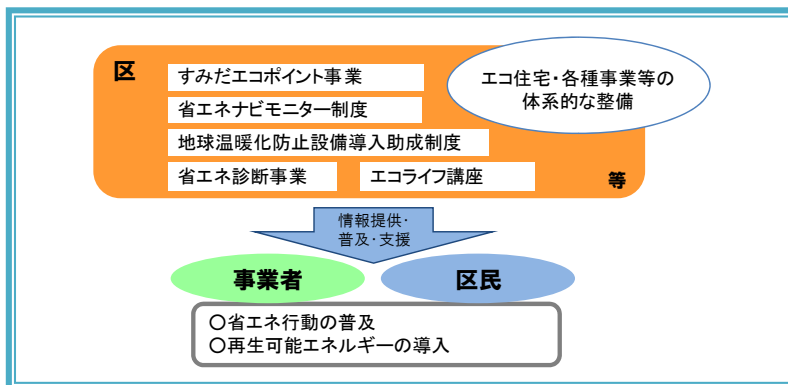 区
すみだエコポイント事業
エコ住宅・各種事業等の
体系的な整備
省エネナビモニター制度
地球温暖化防止設備導入助成制度
省エネ診断事業
エコライフ講座
等
情報提供・
普及・支援
事業者
区民
○省エネ行動の普及
○再生可能エネルギーの導入